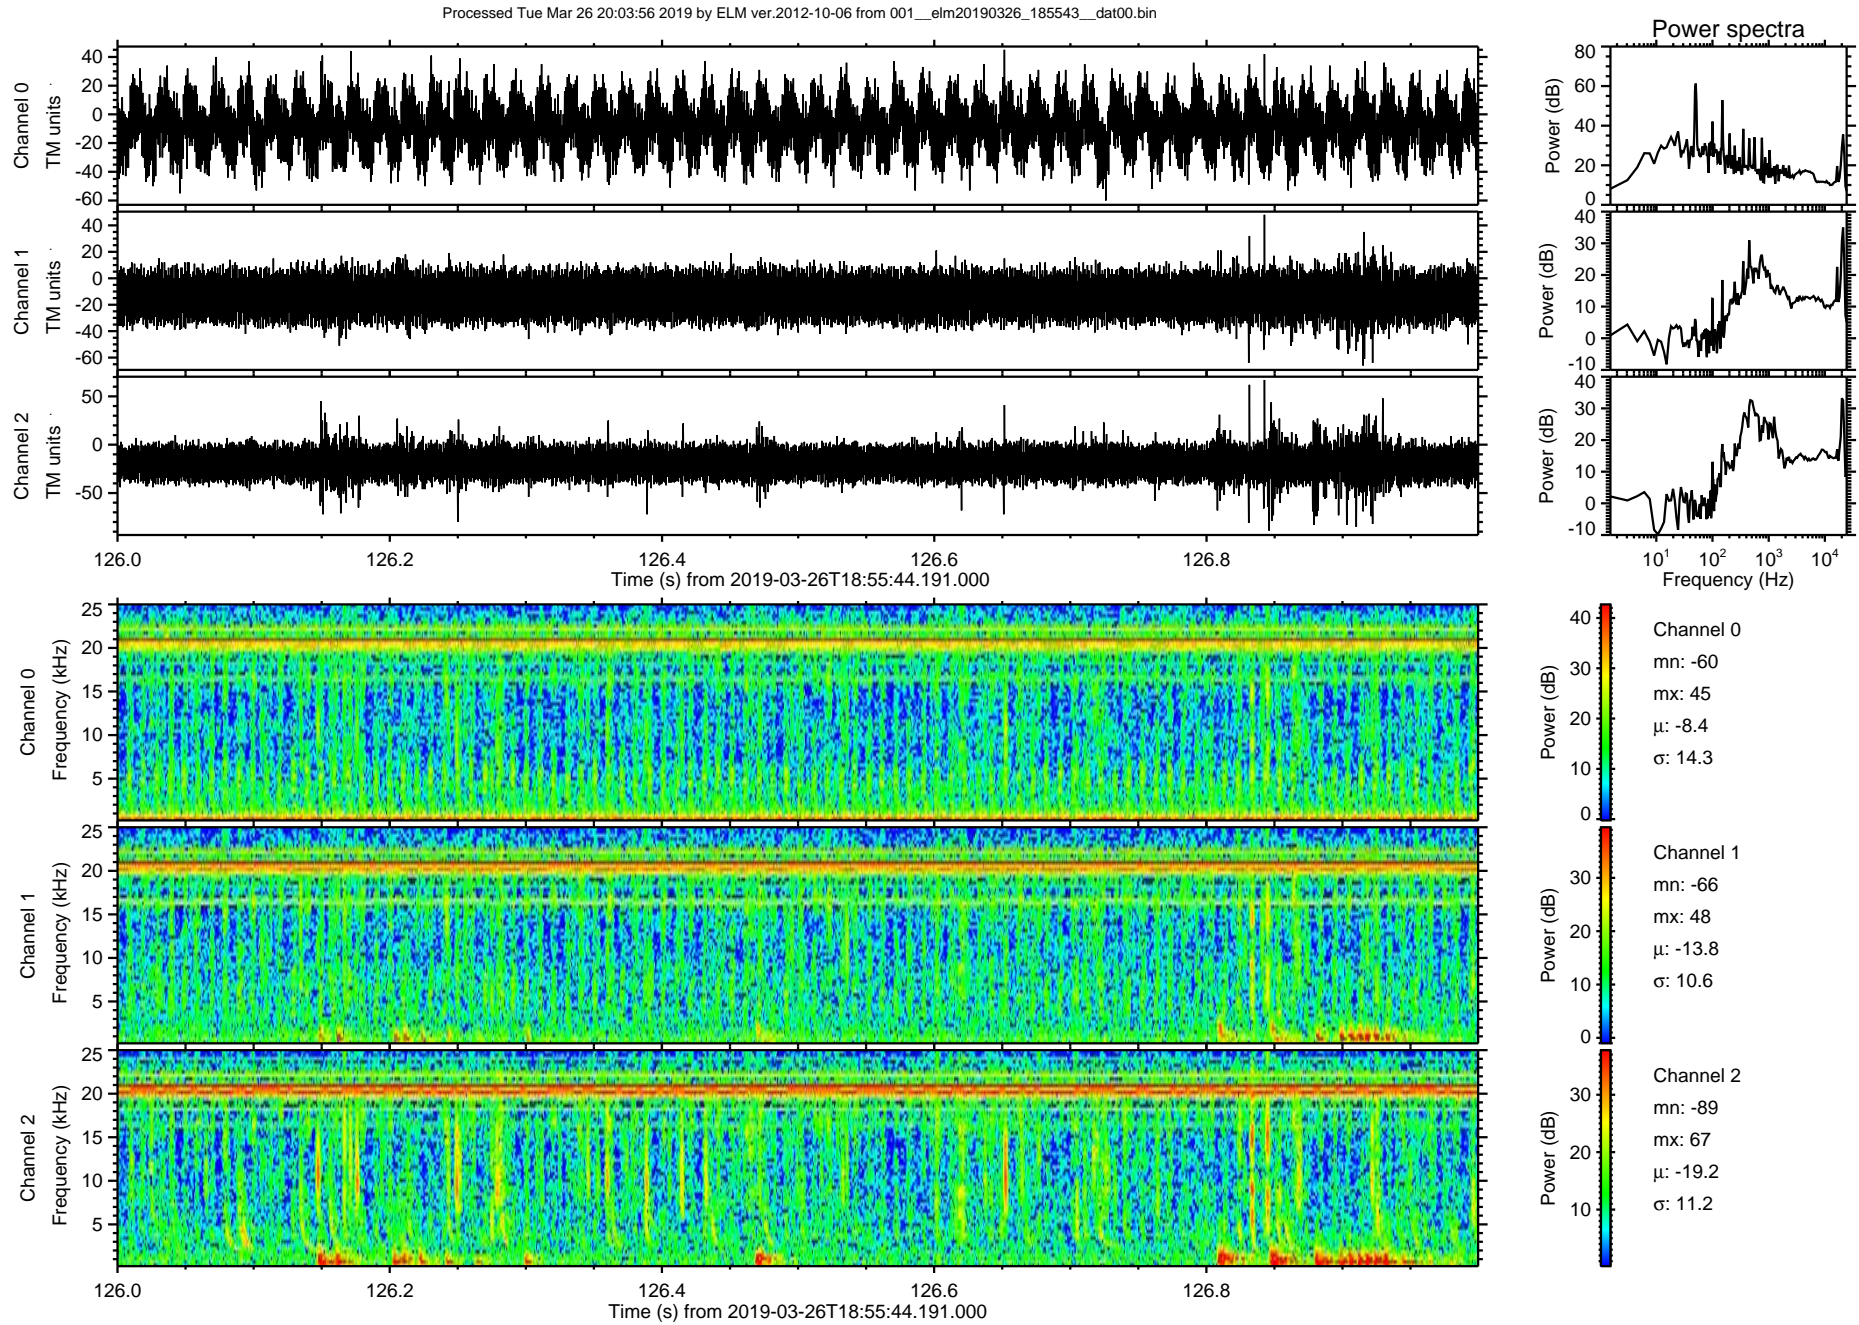 Processed Tue Mar 26 20:03:56 2019 by ELM ver.2012-10-06 from 001__elm20190326_185543__dat00.bin
Power spectra
Channel 0
TM units
40
20
0
-20
-40
-60
Power (dB)
80
60
40
20
0
Channel 1
TM units
40
20
0
-20
-40
-60
Power (dB)
40
30
20
10
0
-10
Channel 2
TM units
50
0
-50
Power (dB)
40
30
20
10
0
-10
126.0 126.2 126.4 126.6 126.8
Time (s) from 2019-03-26T18:55:44.191.000
10¹ 10² 10³ 10⁴
Frequency (Hz)
Channel 0
Frequency (kHz)
25
20
15
10
5
Power (dB)
40
30
20
10
0
Channel 0
mn: -60
mx: 45
μ: -8.4
σ: 14.3
Channel 1
Frequency (kHz)
25
20
15
10
5
Power (dB)
30
20
10
0
Channel 1
mn: -66
mx: 48
μ: -13.8
σ: 10.6
Channel 2
Frequency (kHz)
25
20
15
10
5
Power (dB)
30
20
10
Channel 2
mn: -89
mx: 67
μ: -19.2
σ: 11.2
126.0 126.2 126.4 126.6 126.8
Time (s) from 2019-03-26T18:55:44.191.000